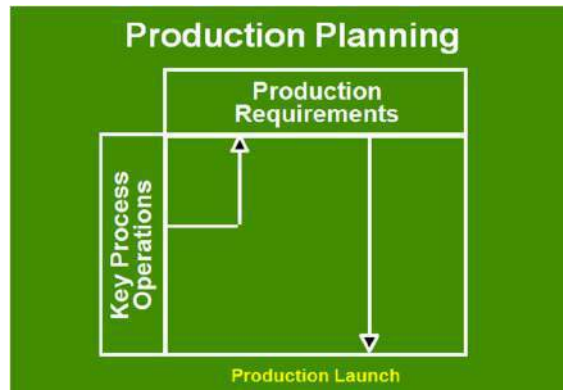 Production Planning
Production
Requirements
Key Process
Operations
Production Launch